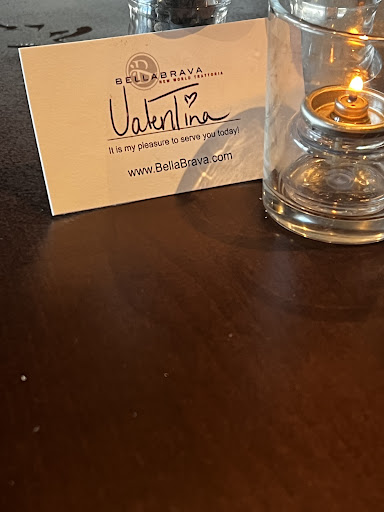 BELLABRAVA
NEW WORLD TRATTORIA
Valentina
It is my pleasure to serve you today!
www.BellaBrava.com